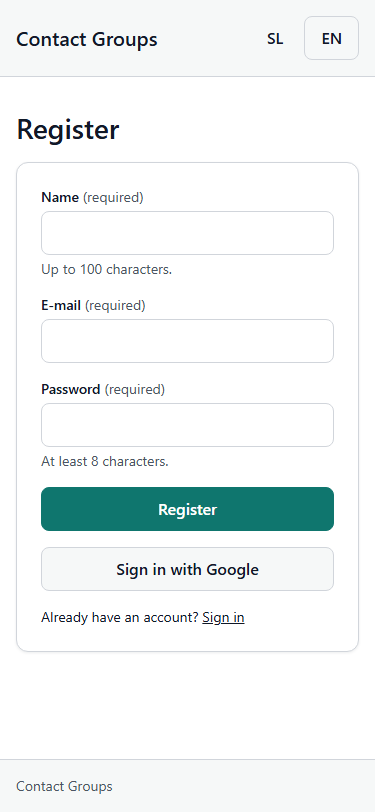 Contact Groups
SL
EN
Register
Name (required)
Up to 100 characters.
E-mail (required)
Password (required)
At least 8 characters.
Register
Sign in with Google
Already have an account? Sign in
Contact Groups